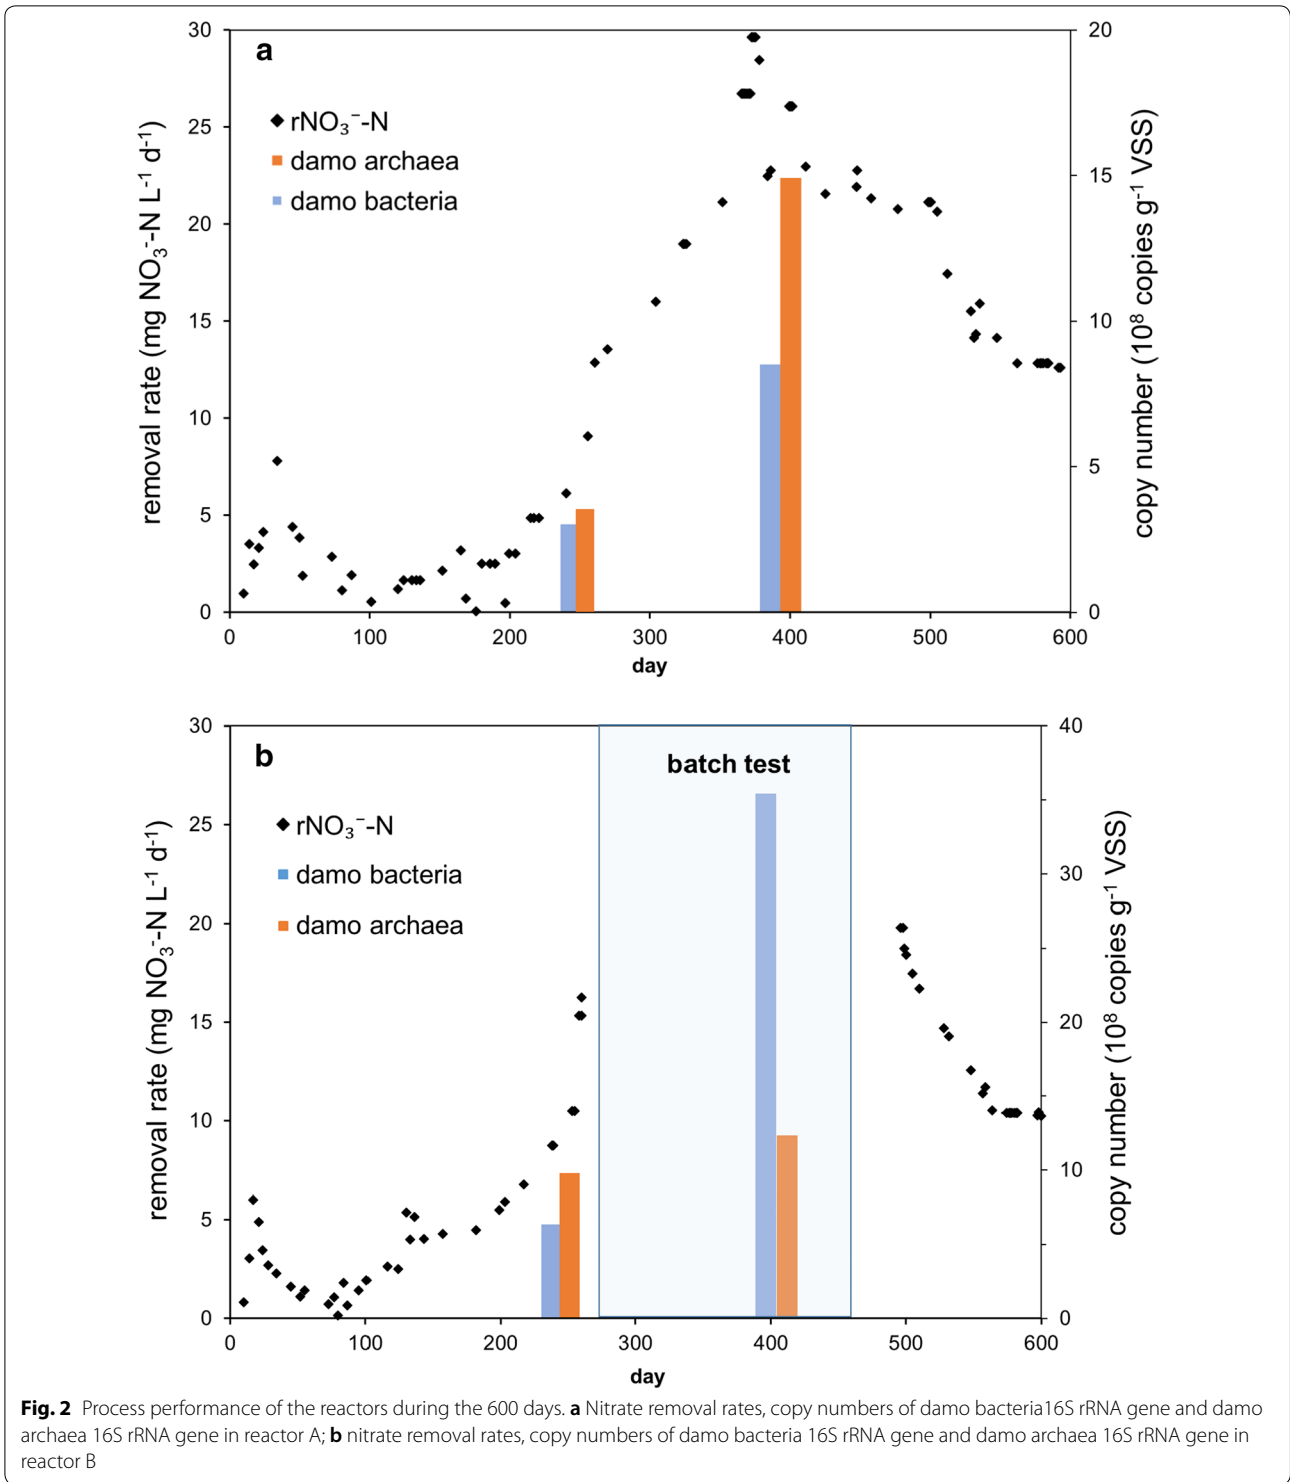 a
30
25
20
15
10
5
0
removal rate (mg NO₃⁻-N L⁻¹ d⁻¹)
◆ rNO₃⁻-N
■ damo archaea
■ damo bacteria
20
15
10
5
0
copy number (10⁸ copies g⁻¹ VSS)
0 100 200 300 400 500 600
day
b
batch test
30
25
20
15
10
5
0
removal rate (mg NO₃⁻-N L⁻¹ d⁻¹)
◆ rNO₃⁻-N
■ damo bacteria
■ damo archaea
40
30
20
10
0
copy number (10⁸ copies g⁻¹ VSS)
0 100 200 300 400 500 600
day
Fig. 2 Process performance of the reactors during the 600 days. a Nitrate removal rates, copy numbers of damo bacteria16S rRNA gene and damo
archaea 16S rRNA gene in reactor A; b nitrate removal rates, copy numbers of damo bacteria 16S rRNA gene and damo archaea 16S rRNA gene in
reactor B